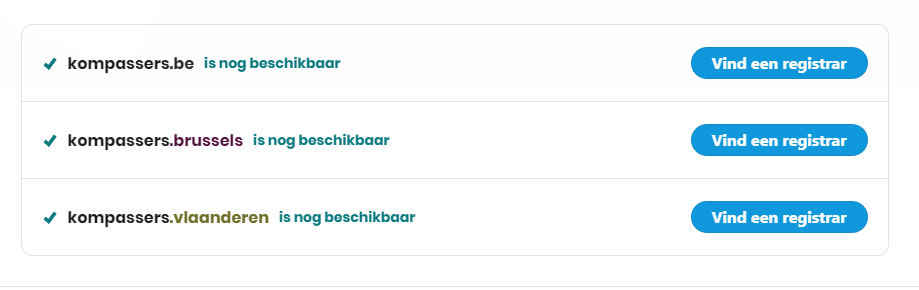 kompassers.be is nog beschikbaar Vind een registrar
kompassers.brussels is nog beschikbaar Vind een registrar
kompassers.vlaanderen is nog beschikbaar Vind een registrar